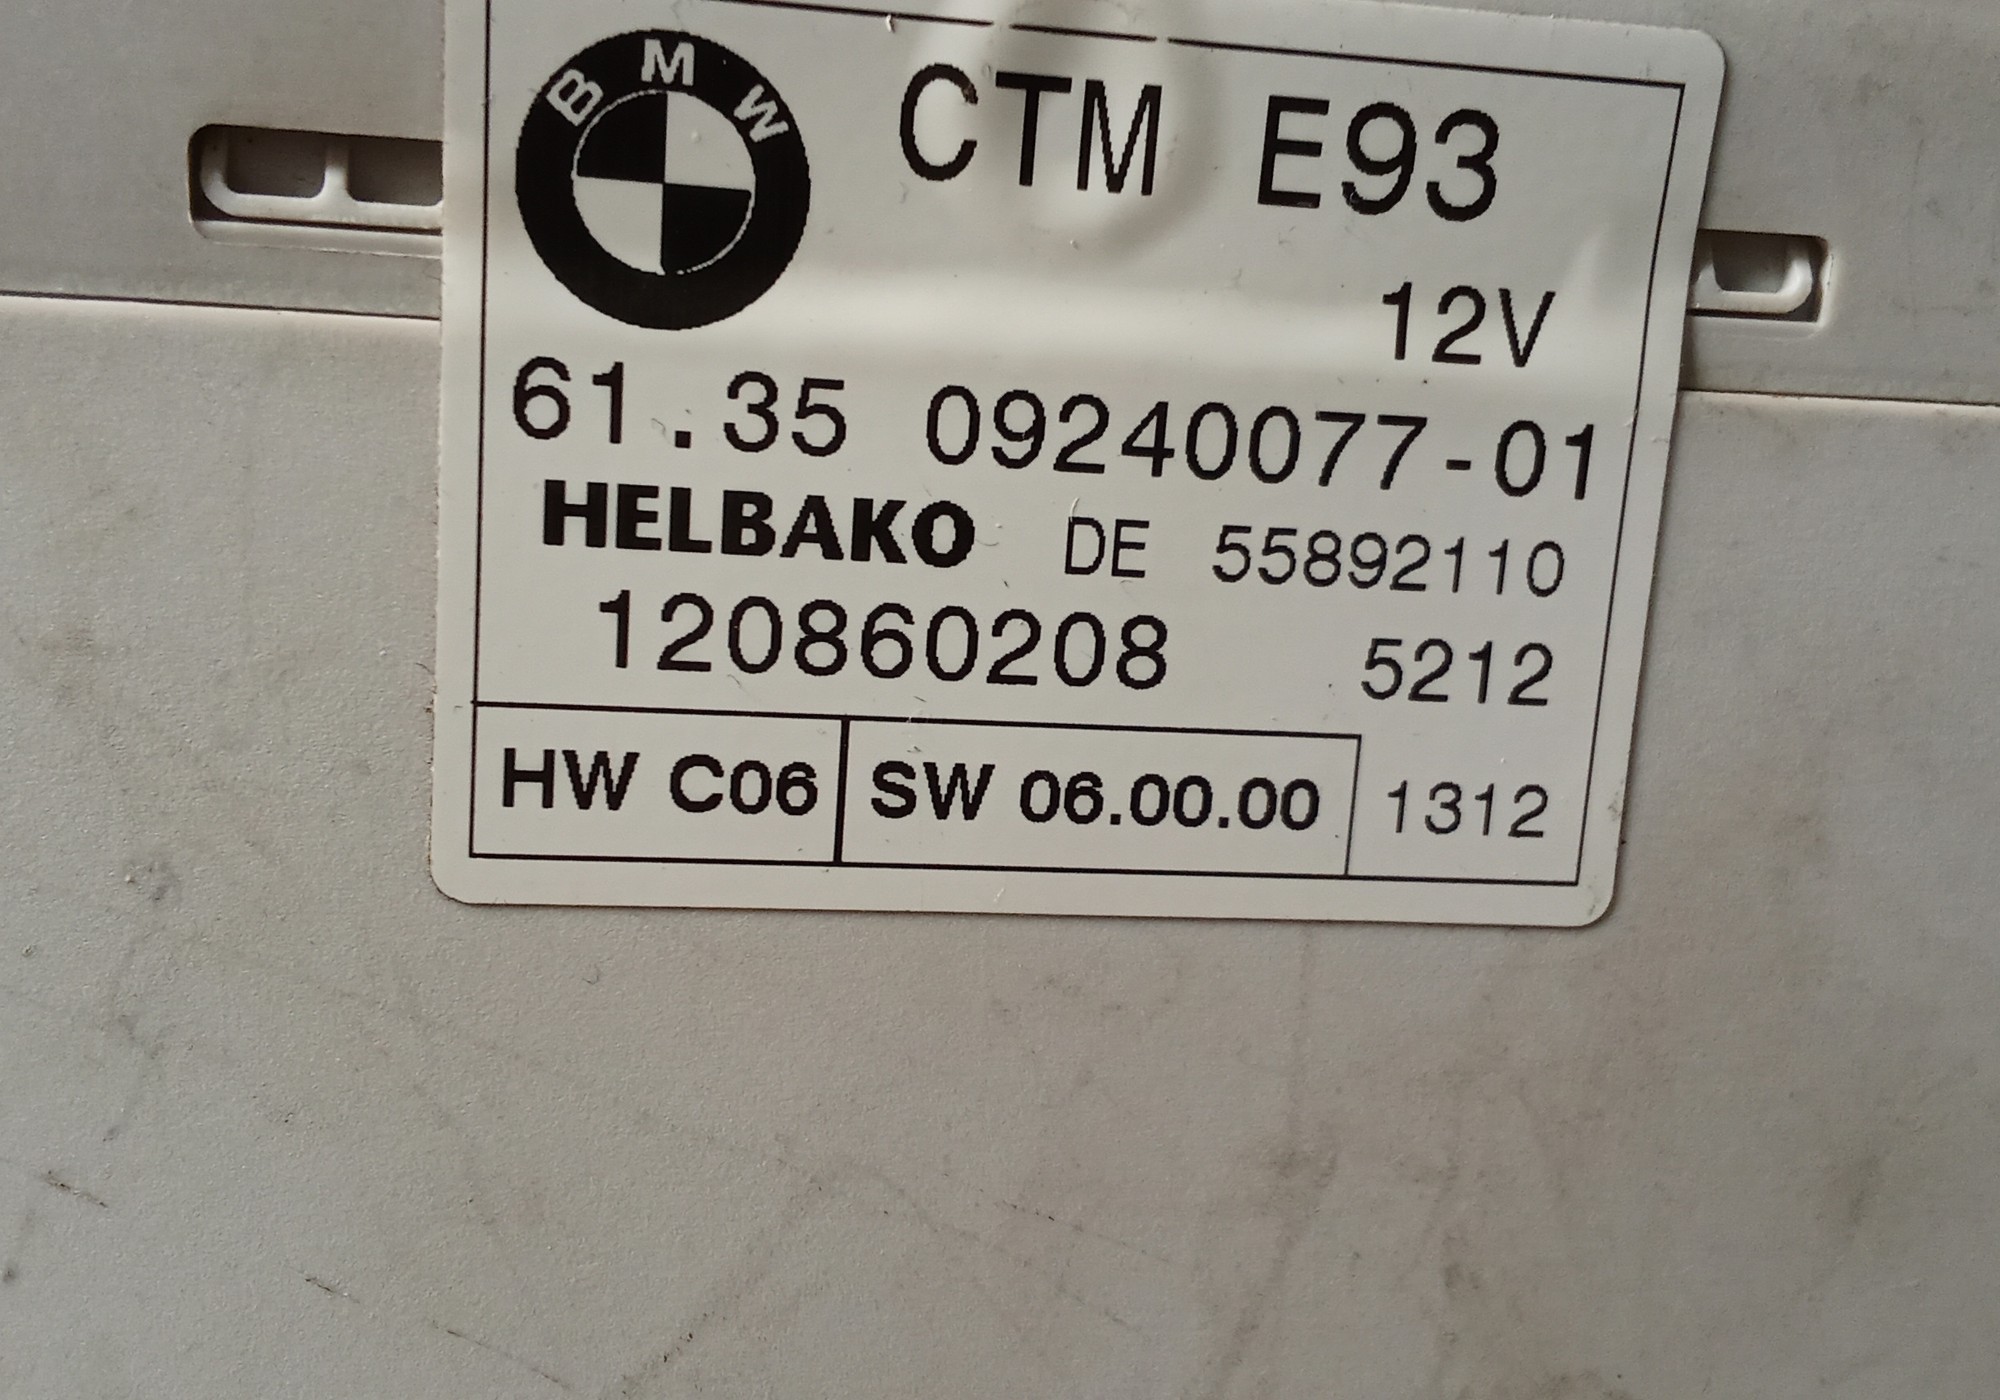 BMW
CTM E93
12V
61.35 09240077-01
HELBAKO DE 55892110
120860208 5212
HW C06 SW 06.00.00 1312